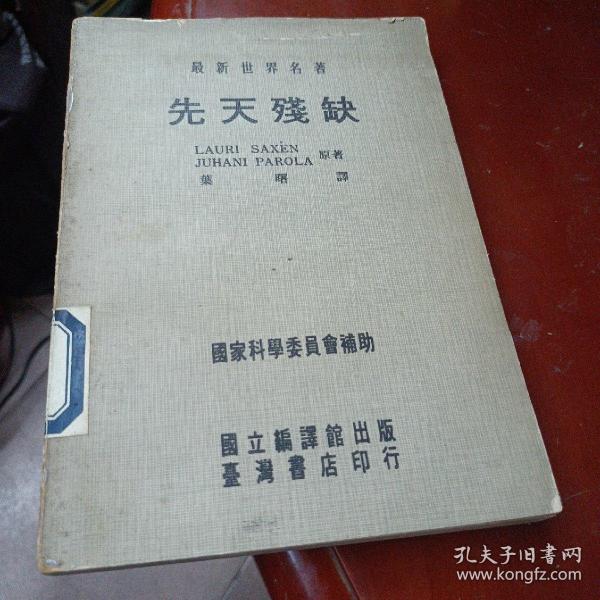 最新世界名著
先天殘缺
LAURI SAXÈN
JUHANI PAROLA 原著
葉曙譯
國家科學委員會補助
國立編譯館出版
臺灣書店印行
孔夫子旧书网
www.kongfz.com